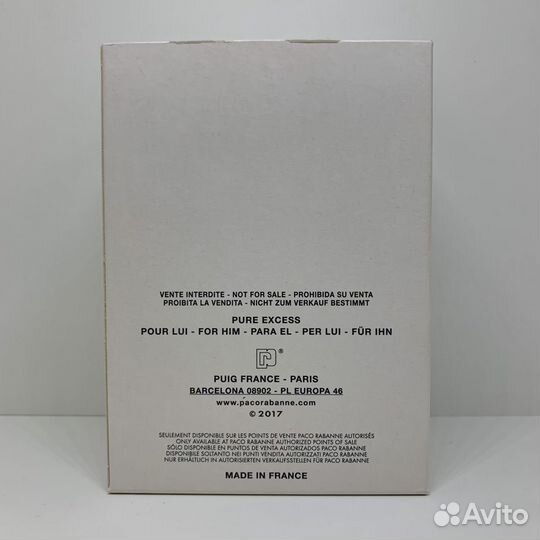 VENTE INTERDITE - NOT FOR SALE - PROHIBIDA SU VENTA
PROIBITA LA VENDITA - NICHT ZUM VERKAUF BESTIMMT
PURE EXCESS
POUR LUI - FOR HIM - PARA EL - PER LUI - FÜR IHN
®
PUIG FRANCE - PARIS
BARCELONA 08902 - PL EUROPA 46
www.pacorabanne.com
© 2017
SEULEMENT DISPONIBLE SUR LES POINTS DE VENTE PACO RABANNE AUTORISÉS
ONLY AVAILABLE AT PACO RABANNE AUTHORIZED POINTS OF SALE
SÓLO DISPONIBLE EN PUNTOS DE VENTA AUTORIZADOS PACO RABANNE
DISPONIBILE SOLTANTO NEI PUNTI VENDITA AUTORIZZATI PACO RABANNE
NUR ERHÄLTLICH IN AUTORISIERTEN VERKAUFSSTELLEN FÜR PACO RABANNE
MADE IN FRANCE
Avito